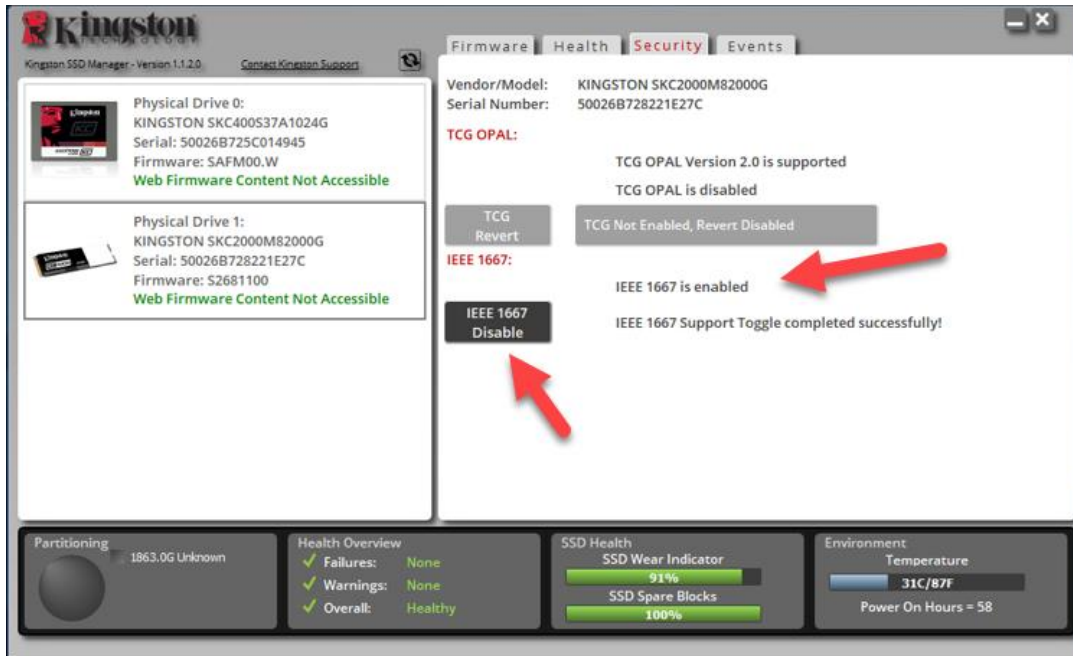 Kingston
TECHNOLOGY
Kingston SSD Manager - Version 1.1.2.0
Contact Kingston Support
Firmware
Health
Security
Events
Physical Drive 0:
KINGSTON SKC400S37A1024G
Serial: 50026B725C014945
Firmware: SAFM00.W
Web Firmware Content Not Accessible
Physical Drive 1:
KINGSTON SKC2000M82000G
Serial: 50026B728221E27C
Firmware: S2681100
Web Firmware Content Not Accessible
Vendor/Model: KINGSTON SKC2000M82000G
Serial Number: 50026B728221E27C
TCG OPAL:
TCG OPAL Version 2.0 is supported
TCG OPAL is disabled
TCG
Revert
TCG Not Enabled, Revert Disabled
IEEE 1667:
IEEE 1667 is enabled
IEEE 1667
Disable
IEEE 1667 Support Toggle completed successfully!
Partitioning
1863.0G Unknown
Health Overview
Failures: None
Warnings: None
Overall: Healthy
SSD Health
SSD Wear Indicator
91%
SSD Spare Blocks
100%
Environment
Temperature
31C/87F
Power On Hours = 58